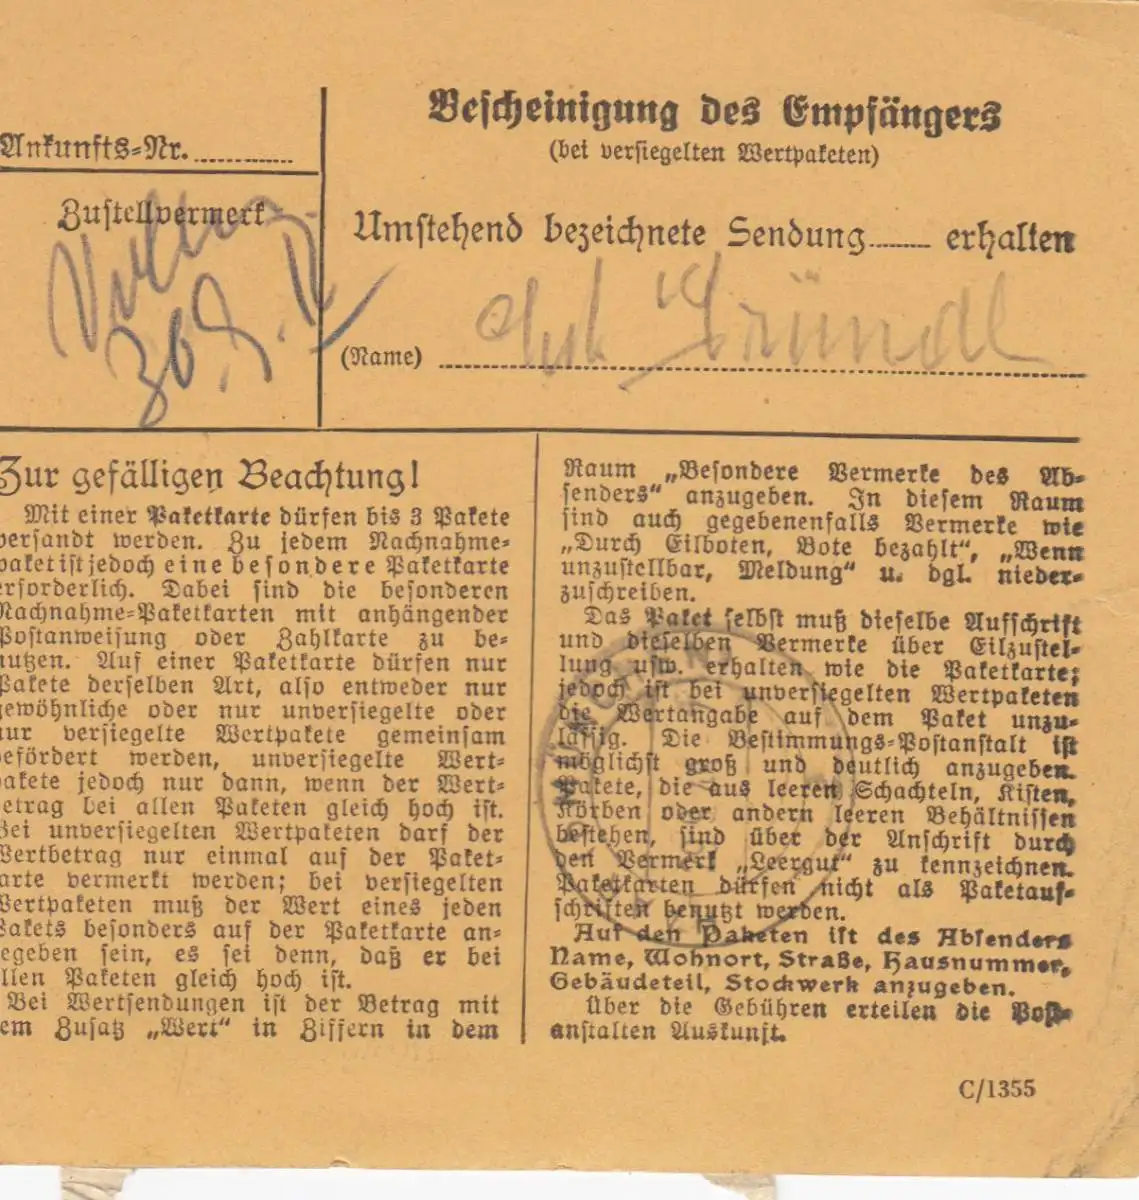 Bescheinigung des Empfängers
(bei versiegelten Wertpaketen)
Ankunfts-Nr.
Zustellvermerk
Umstehend bezeichnete Sendung erhalten
(Name) Gründl
Zur gefälligen Beachtung!
Mit einer Paketkarte dürfen bis 3 Pakete
versandt werden. Zu jedem Nachnahme-
paket ist jedoch eine besondere Paketkarte
erforderlich. Dabei sind die besonderen
Nachnahme-Paketkarten mit anhängender
Postanweisung oder Zahlkarte zu be-
nutzen. Auf einer Paketkarte dürfen nur
Pakete derselben Art, also entweder nur
gewöhnliche oder nur unversiegelte oder
nur versiegelte Wertpakete gemeinsam
befördert werden, unversiegelte Wert-
pakete jedoch nur dann, wenn der Wert-
betrag bei allen Paketen gleich hoch ist.
Bei unversiegelten Wertpaketen darf der
Wertbetrag nur einmal auf der Paket-
karte vermerkt werden; bei versiegelten
Wertpaketen muß der Wert eines jeden
Pakets besonders auf der Paketkarte an-
gegeben sein, es sei denn, daß er bei
allen Paketen gleich hoch ist.
Bei Wertsendungen ist der Betrag mit
dem Zusatz „Wert“ in Ziffern in dem
Raum „Besondere Vermerke des Ab-
senders“ anzugeben. In diesem Raum
sind auch gegebenenfalls Vermerke wie
„Durch Eilboten, Bote bezahlt“, „Wenn
unzustellbar, Meldung“ u. dgl. nieder-
zuschreiben.
Das Paket selbst muß dieselbe Aufschrift
und dieselben Vermerke über Eilzustel-
lung usw. erhalten wie die Paketkarte;
jedoch ist bei unversiegelten Wertpaketen
die Wertangabe auf dem Paket unzu-
lässig. Die Bestimmungs-Postanstalt ist
möglichst groß und deutlich anzugeben.
Pakete, die aus leeren Schachteln, Kisten,
Körben oder andern leeren Behältnissen
bestehen, sind über der Anschrift durch
den Vermerk „Leergut“ zu kennzeichnen.
Paketkarten dürfen nicht als Paketauf-
schriften benutzt werden.
Auf den Paketen ist des Absenders
Name, Wohnort, Straße, Hausnummer,
Gebäudeteil, Stockwerk anzugeben.
Über die Gebühren erteilen die Post-
anstalten Auskunft.
C/1355